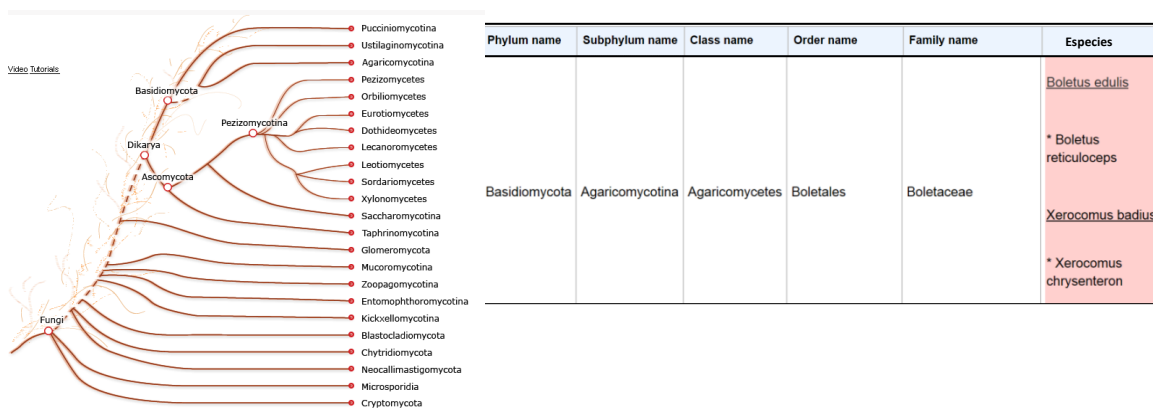 Pucciniomycotina
Ustilaginomycotina
Agaricomycotina
Video Tutorials
Pezizomycetes
Basidiomycota
Orbiliomycetes
Eurotiomycetes
Pezizomycotina
Dothideomycetes
Dikarya
Lecanoromycetes
Leotiomycetes
Ascomycota
Sordariomycetes
Xylonomycetes
Saccharomycotina
Taphrinomycotina
Glomeromycota
Mucoromycotina
Zoopagomycotina
Entomophthoromycotina
Fungi
Kickxellomycotina
Blastocladiomycota
Chytridiomycota
Neocallimastigomycota
Microsporidia
Cryptomycota
Phylum name Subphylum name Class name Order name Family name Especies
Boletus edulis
* Boletus
reticuloceps
Basidiomycota Agaricomycotina Agaricomycetes Boletales Boletaceae
Xerocomus badius
* Xerocomus
chrysenteron